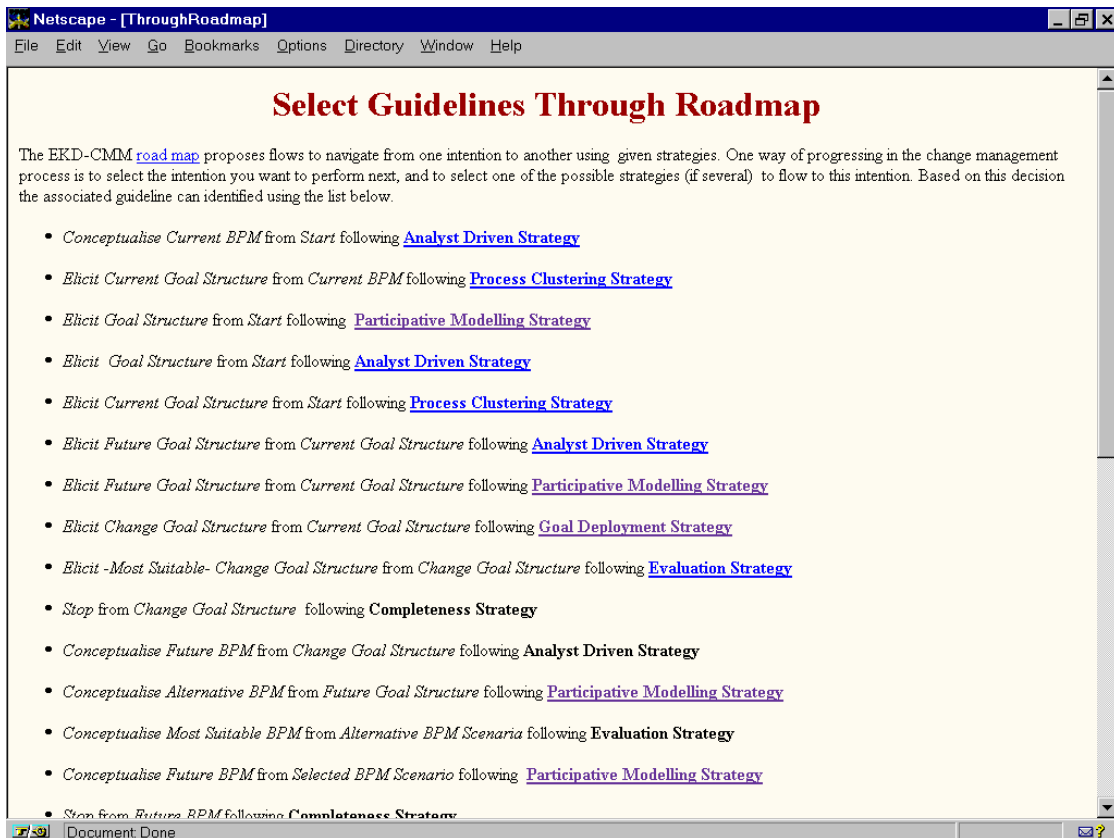 Netscape - [ThroughRoadmap]
File Edit View Go Bookmarks Options Directory Window Help
Select Guidelines Through Roadmap
The EKD-CMM road map proposes flows to navigate from one intention to another using given strategies. One way of progressing in the change management
process is to select the intention you want to perform next, and to select one of the possible strategies (if several) to flow to this intention. Based on this decision
the associated guideline can identified using the list below.
• Conceptualise Current BPM from Start following Analyst Driven Strategy
• Elicit Current Goal Structure from Current BPM following Process Clustering Strategy
• Elicit Goal Structure from Start following Participative Modelling Strategy
• Elicit Goal Structure from Start following Analyst Driven Strategy
• Elicit Current Goal Structure from Start following Process Clustering Strategy
• Elicit Future Goal Structure from Current Goal Structure following Analyst Driven Strategy
• Elicit Future Goal Structure from Current Goal Structure following Participative Modelling Strategy
• Elicit Change Goal Structure from Current Goal Structure following Goal Deployment Strategy
• Elicit -Most Suitable- Change Goal Structure from Change Goal Structure following Evaluation Strategy
• Stop from Change Goal Structure following Completeness Strategy
• Conceptualise Future BPM from Change Goal Structure following Analyst Driven Strategy
• Conceptualise Alternative BPM from Future Goal Structure following Participative Modelling Strategy
• Conceptualise Most Suitable BPM from Alternative BPM Scenaria following Evaluation Strategy
• Conceptualise Future BPM from Selected BPM Scenario following Participative Modelling Strategy
• Stop from Future BPM following Completeness Strategy
Document: Done